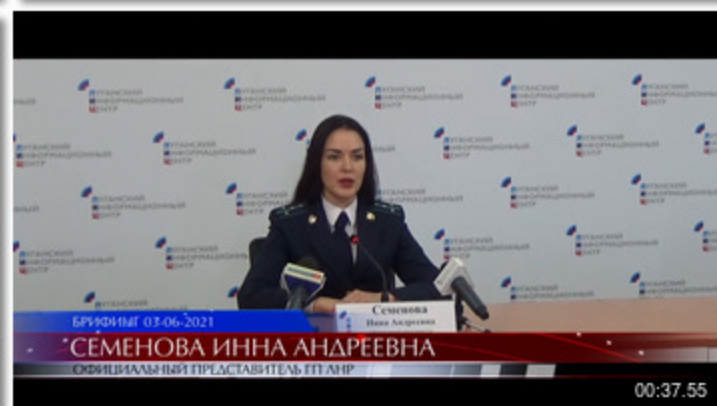 ЛУГАНСКИЙ
ИНФОРМАЦИОННЫЙ
ЦЕНТР
Семенова
Инна Андреевна
БРИФИНГ 03-06-2021
СЕМЕНОВА ИННА АНДРЕЕВНА
ОФИЦИАЛЬНЫЙ ПРЕДСТАВИТЕЛЬ ГП ЛНР
00:37.55